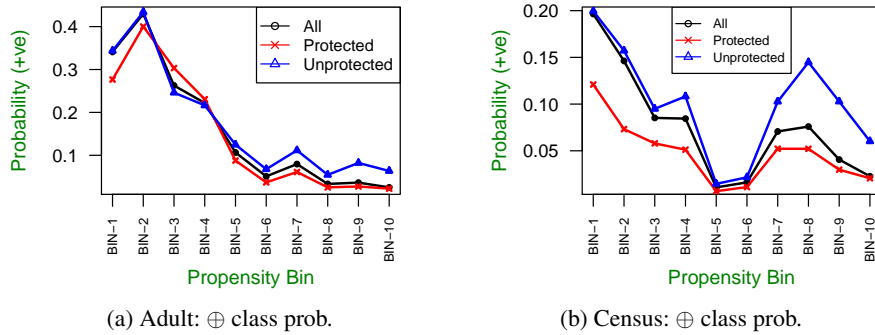 Probability (+ve)
0.4
0.3
0.2
0.1
All
Protected
Unprotected
BIN−1
BIN−2
BIN−3
BIN−4
BIN−5
BIN−6
BIN−7
BIN−8
BIN−9
BIN−10
Propensity Bin
(a) Adult: ⊕ class prob.
Probability (+ve)
0.20
0.15
0.10
0.05
All
Protected
Unprotected
BIN−1
BIN−2
BIN−3
BIN−4
BIN−5
BIN−6
BIN−7
BIN−8
BIN−9
BIN−10
Propensity Bin
(b) Census: ⊕ class prob.